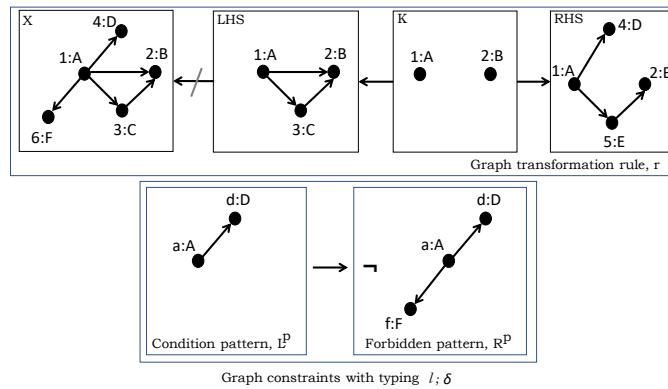 X
4:D
1:A
2:B
3:C
6:F
LHS
1:A
2:B
3:C
K
1:A
2:B
RHS
4:D
1:A
2:B
5:E
Graph transformation rule, r
d:D
a:A
Condition pattern, L^p
¬
d:D
a:A
f:F
Forbidden pattern, R^p
Graph constraints with typing l; δ